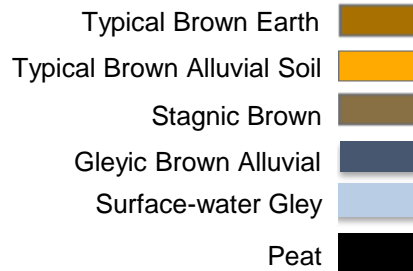 Typical Brown Earth
Typical Brown Alluvial Soil
Stagnic Brown
Gleyic Brown Alluvial
Surface-water Gley
Peat